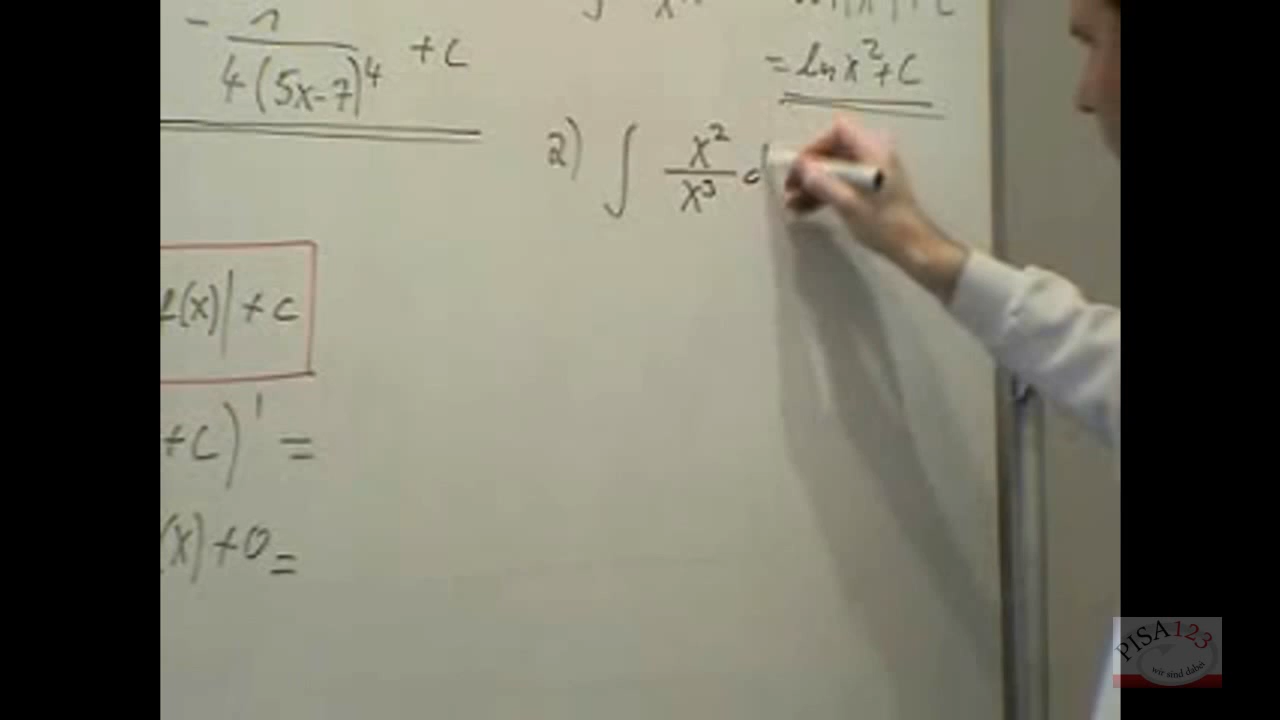 - 1 / 4(5x-7)^4 + C
= ln x² + C
2) ∫ x²/x³ d
f(x)| + C
+C)' =
(x) + 0 =
PISA123
wir sind dabei